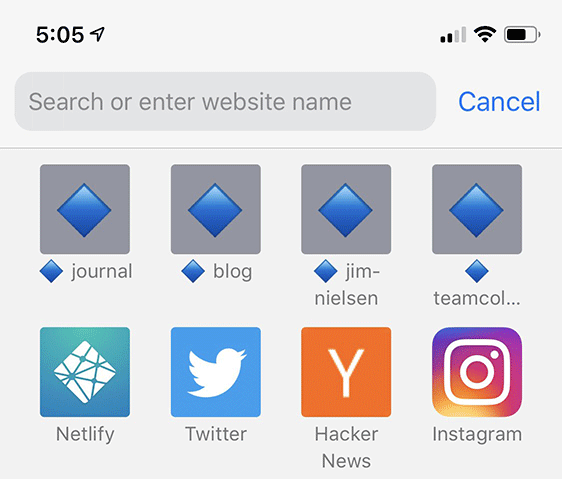 5:05
Search or enter website name
Cancel
🔷 journal
🔷 blog
🔷 jim-
nielsen
🔷
teamcol...
Y
Netlify
Twitter
Hacker
News
Instagram